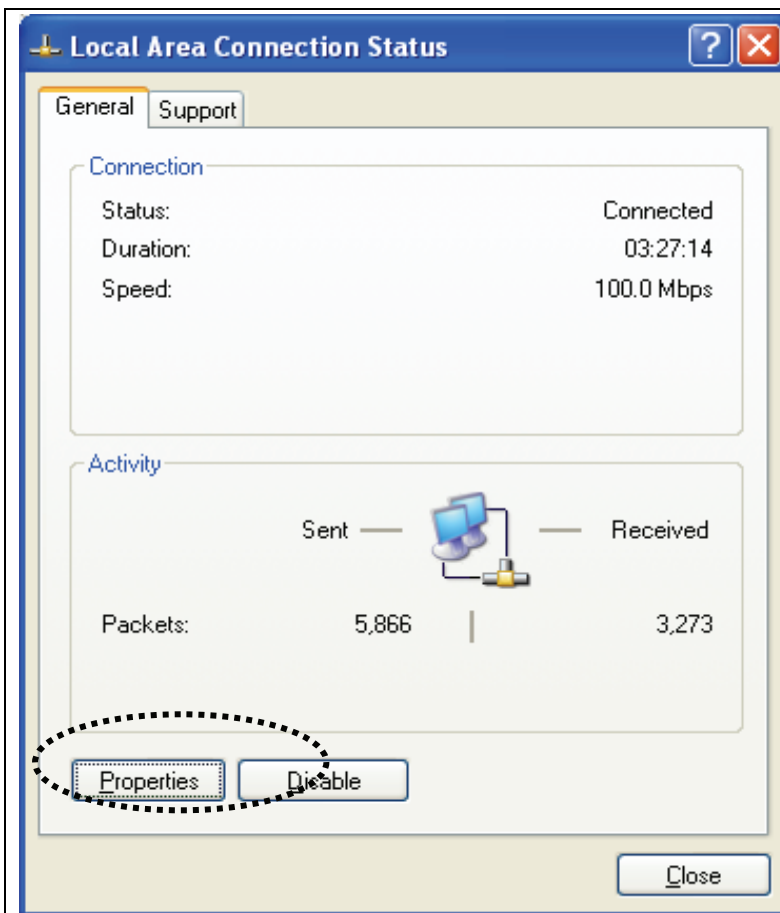 Local Area Connection Status
General Support
Connection
Status: Connected
Duration: 03:27:14
Speed: 100.0 Mbps
Activity
Sent Received
Packets: 5,866 3,273
Properties Disable
Close